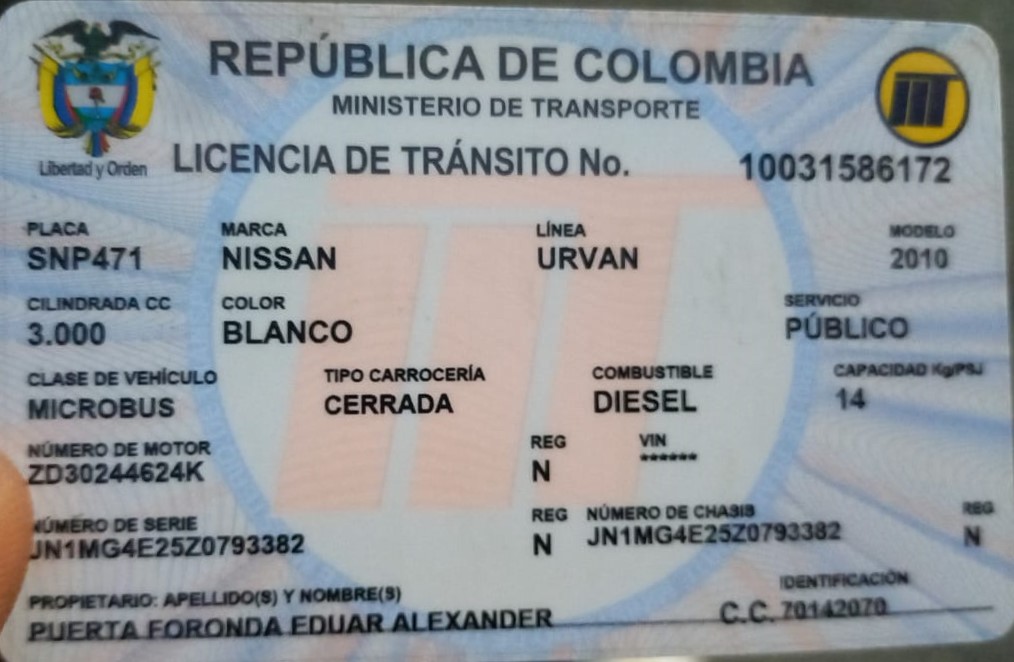 REPÚBLICA DE COLOMBIA
MINISTERIO DE TRANSPORTE
Libertad y Orden
LICENCIA DE TRÁNSITO No. 10031586172
PLACA MARCA LÍNEA MODELO
SNP471 NISSAN URVAN 2010
CILINDRADA CC COLOR SERVICIO
3.000 BLANCO PÚBLICO
CLASE DE VEHÍCULO TIPO CARROCERÍA COMBUSTIBLE CAPACIDAD Kg/PSJ
MICROBUS CERRADA DIESEL 14
NÚMERO DE MOTOR REG VIN
ZD30244624K N ******
NÚMERO DE SERIE REG NÚMERO DE CHASIS REG
JN1MG4E25Z0793382 N JN1MG4E25Z0793382 N
PROPIETARIO: APELLIDO(S) Y NOMBRE(S) IDENTIFICACIÓN
PUERTA FORONDA EDUAR ALEXANDER C.C. 70142070